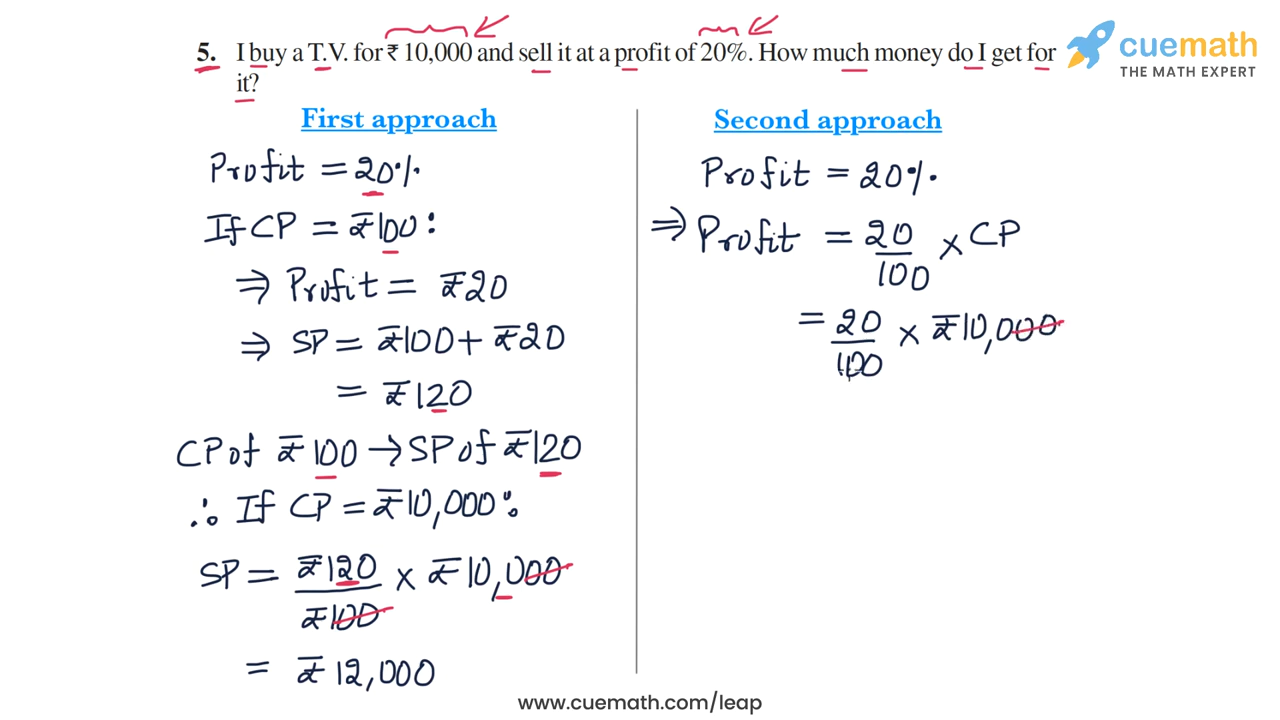 5. I buy a T.V. for ₹ 10,000 and sell it at a profit of 20%. How much money do I get for
it?
cuemath
THE MATH EXPERT
First approach
Profit = 20%
If CP = ₹100:
⇒ Profit = ₹20
⇒ SP = ₹100 + ₹20
= ₹120
CP of ₹100 → SP of ₹120
∴ If CP = ₹10,000:
SP = ₹120/₹100 × ₹10,000
= ₹12,000
Second approach
Profit = 20%
⇒ Profit = 20/100 × CP
= 20/100 × ₹10,000
www.cuemath.com/leap